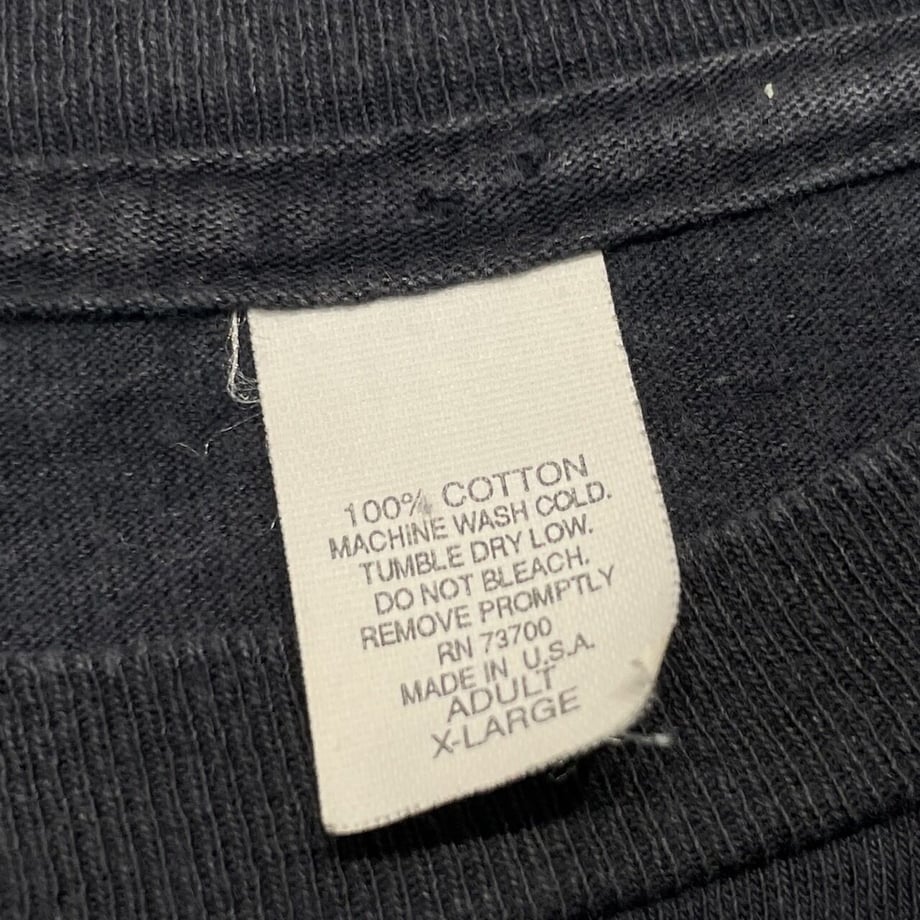 100% COTTON
MACHINE WASH COLD.
TUMBLE DRY LOW.
DO NOT BLEACH.
REMOVE PROMPTLY
RN 73700
MADE IN U.S.A.
ADULT
X-LARGE